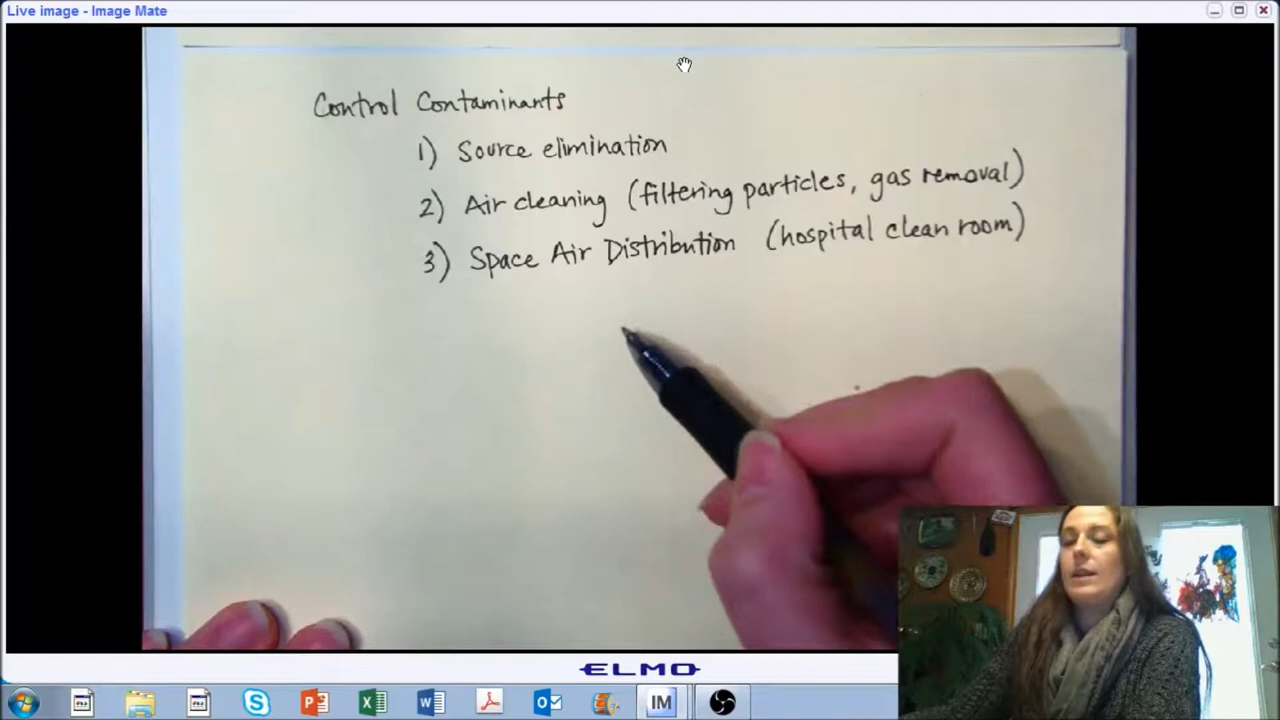 Live image - Image Mate
Control Contaminants
1) Source elimination
2) Air cleaning (filtering particles, gas removal)
3) Space Air Distribution (hospital clean room)
ELMO
IM